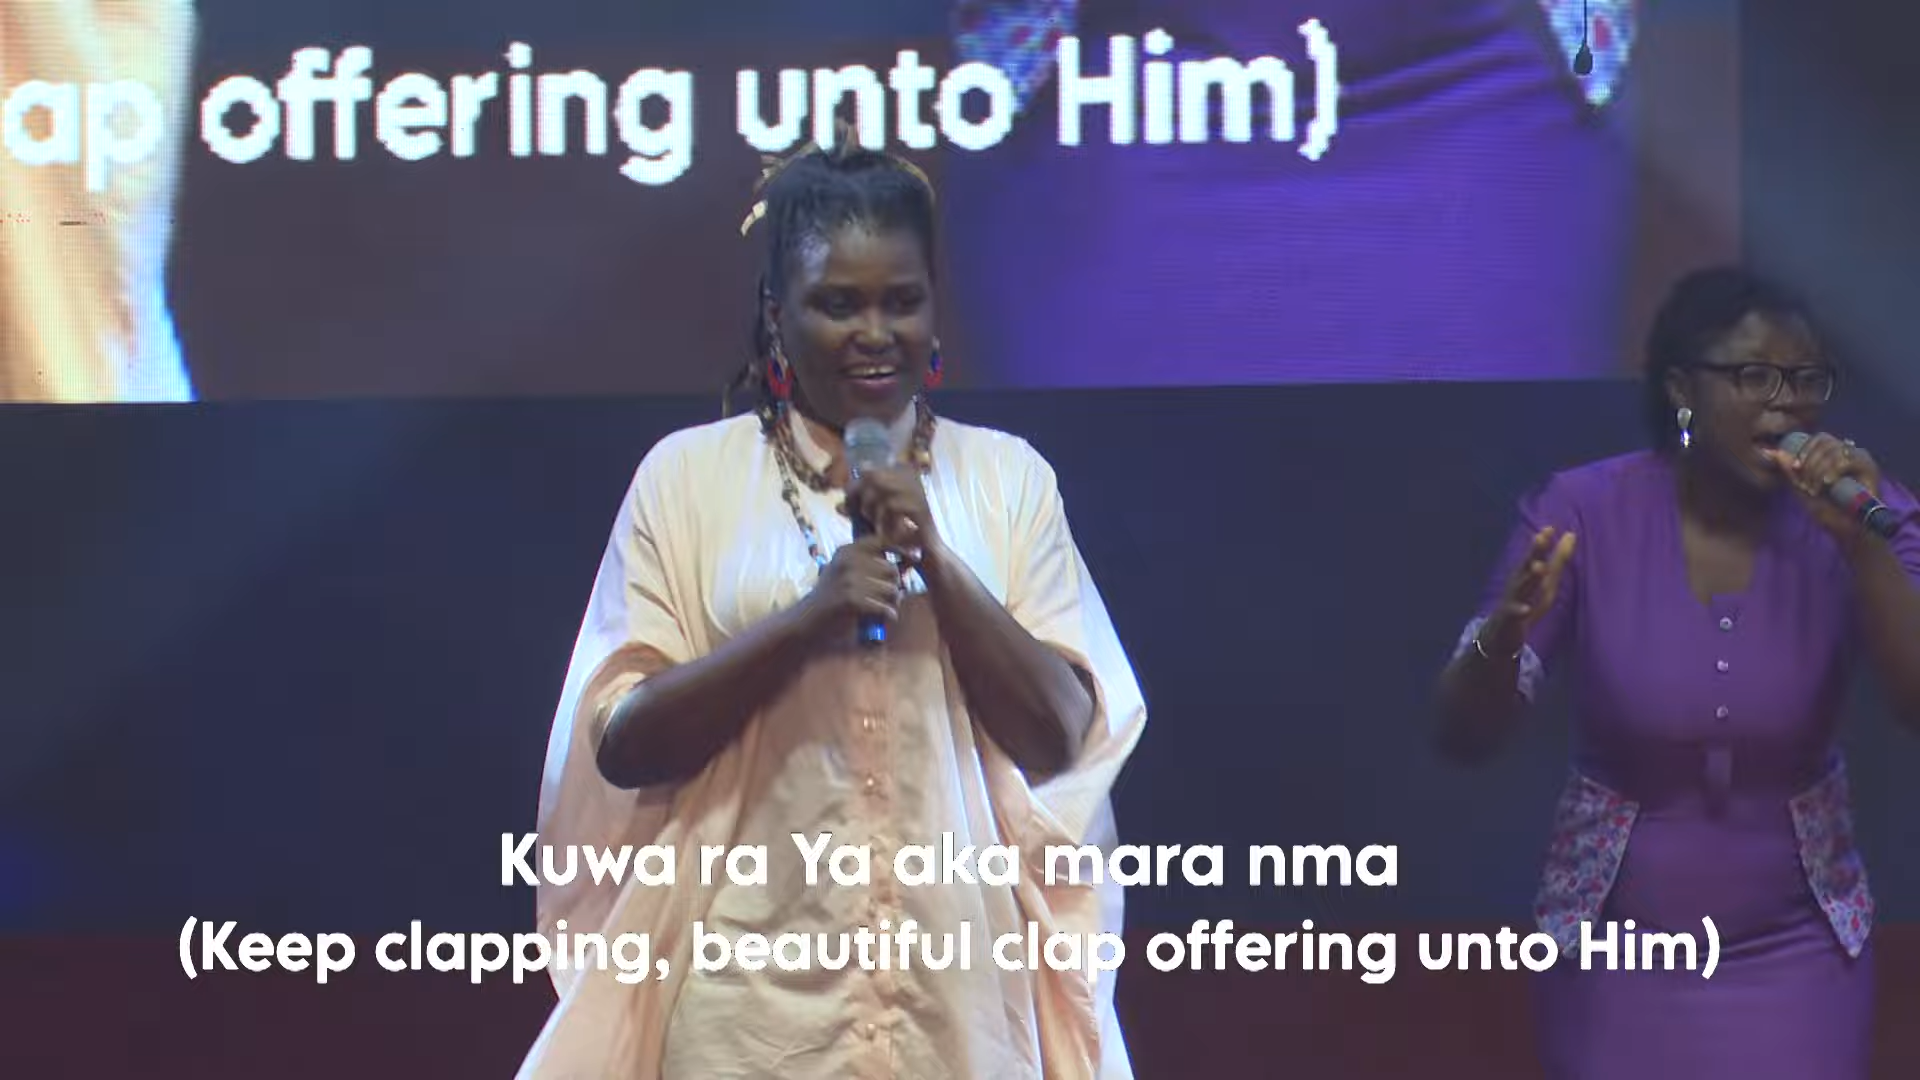 ap offering unto Him)
Kuwa ra Ya aka mara nma
(Keep clapping, beautiful clap offering unto Him)